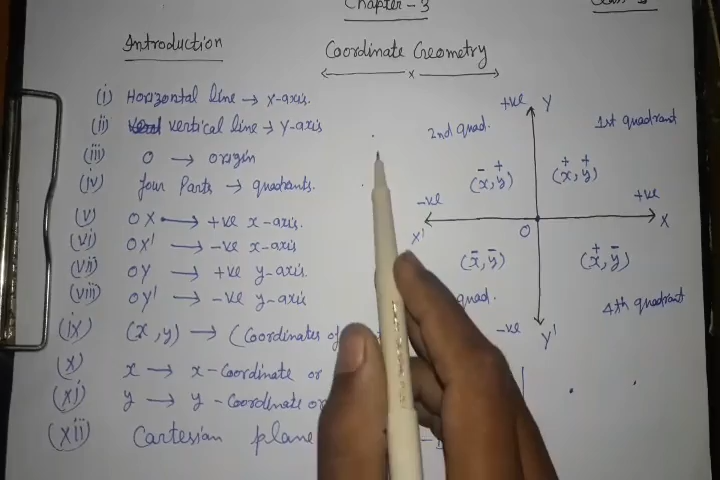 Chapter - 3
Introduction
Coordinate Geometry
(i) Horizontal line → x-axis.
(ii) vertical line → y-axis
(iii) O → origin
(iv) four Parts → quadrants.
(v) OX → +ve x-axis.
(vi) OX' → -ve x-axis
(vii) OY → +ve y-axis.
(viii) OY' → -ve y-axis
(ix) (x, y) → (Coordinates of
(x) x → x-Coordinate or
(xi) y → y-Coordinate or
(xii) Cartesian plane
+ve Y
2nd quad. 1st quadrant
(x̄, y⁺) (x⁺, y⁺)
-ve +ve
X' O X
(x̄, ȳ) (x⁺, ȳ)
quad. 4th quadrant
-ve Y'